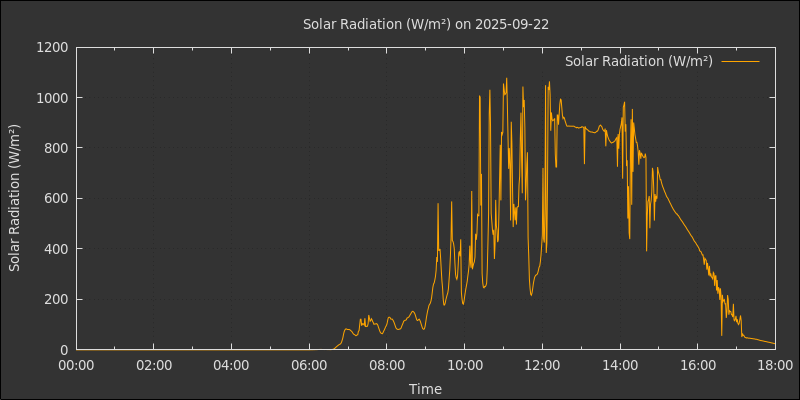 Solar Radiation (W/m²) on 2025-09-22
Solar Radiation (W/m²)
Solar Radiation (W/m²)
1200
1000
800
600
400
200
0
00:00 02:00 04:00 06:00 08:00 10:00 12:00 14:00 16:00 18:00
Time